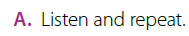 A. Listen and repeat.